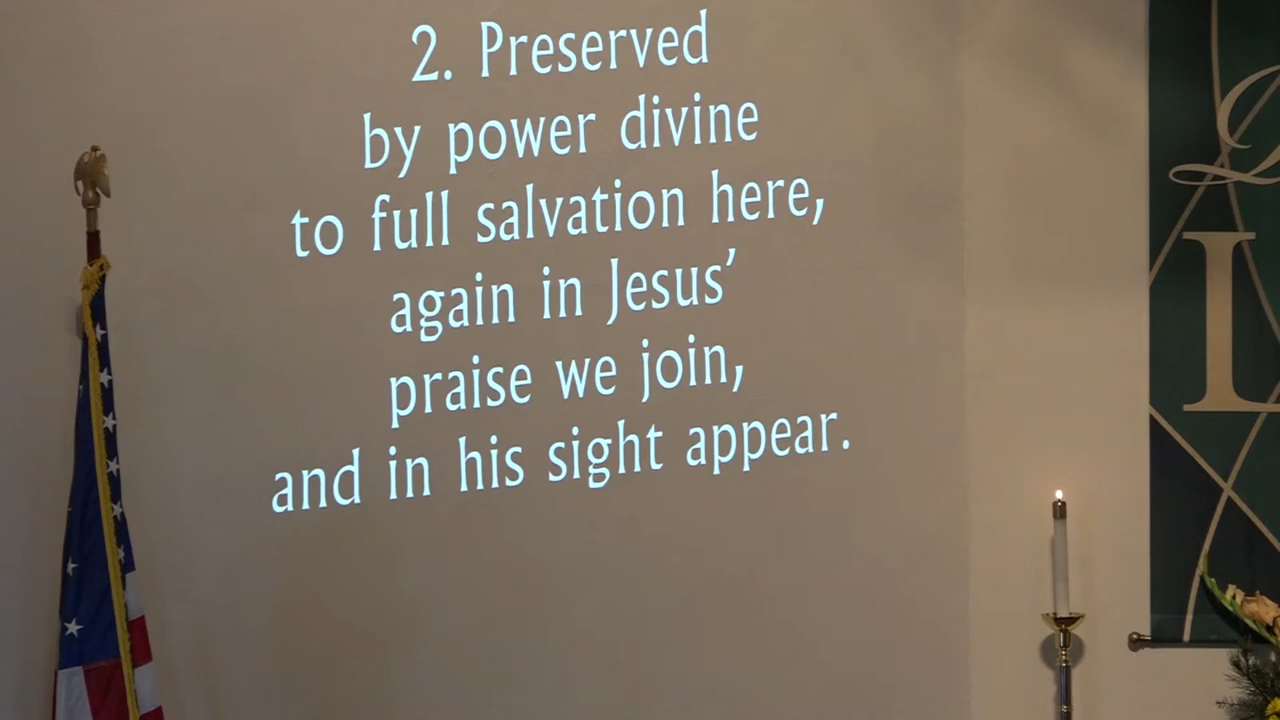 2. Preserved
by power divine
to full salvation here,
again in Jesus’
praise we join,
and in his sight appear.
L